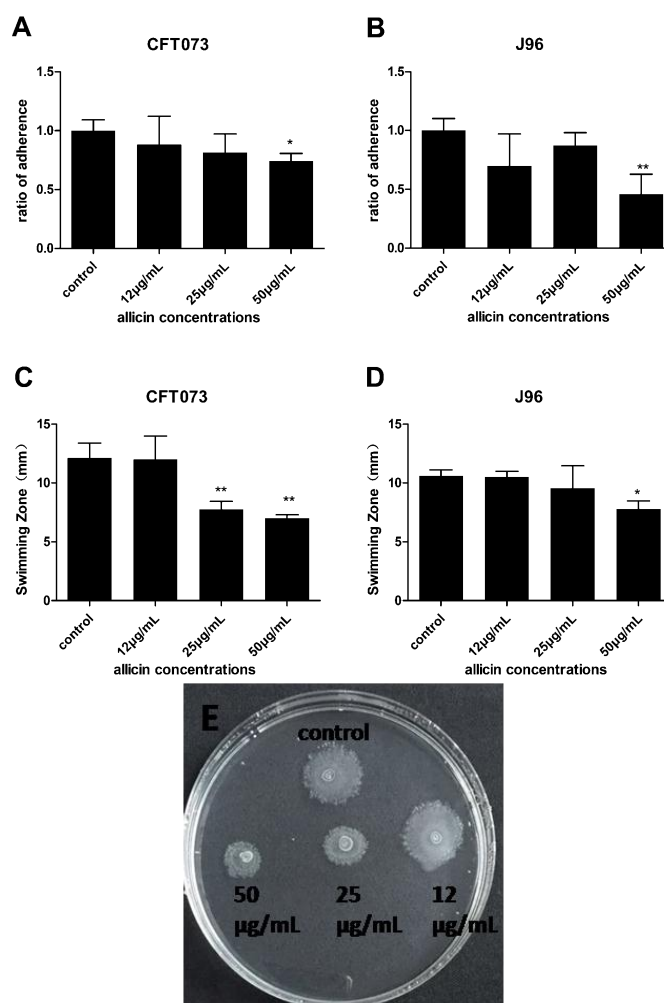 A
CFT073
ratio of adherence
1.5
1.0
0.5
0.0
*
control
12μg/mL
25μg/mL
50μg/mL
allicin concentrations
B
J96
ratio of adherence
1.5
1.0
0.5
0.0
**
control
12μg/mL
25μg/mL
50μg/mL
allicin concentrations
C
CFT073
Swimming Zone（mm）
15
10
5
0
**
**
control
12μg/mL
25μg/mL
50μg/mL
allicin concentrations
D
J96
Swimming Zone（mm）
15
10
5
0
*
control
12μg/mL
25μg/mL
50μg/mL
allicin concentrations
E
control
50
μg/mL
25
μg/mL
12
μg/mL